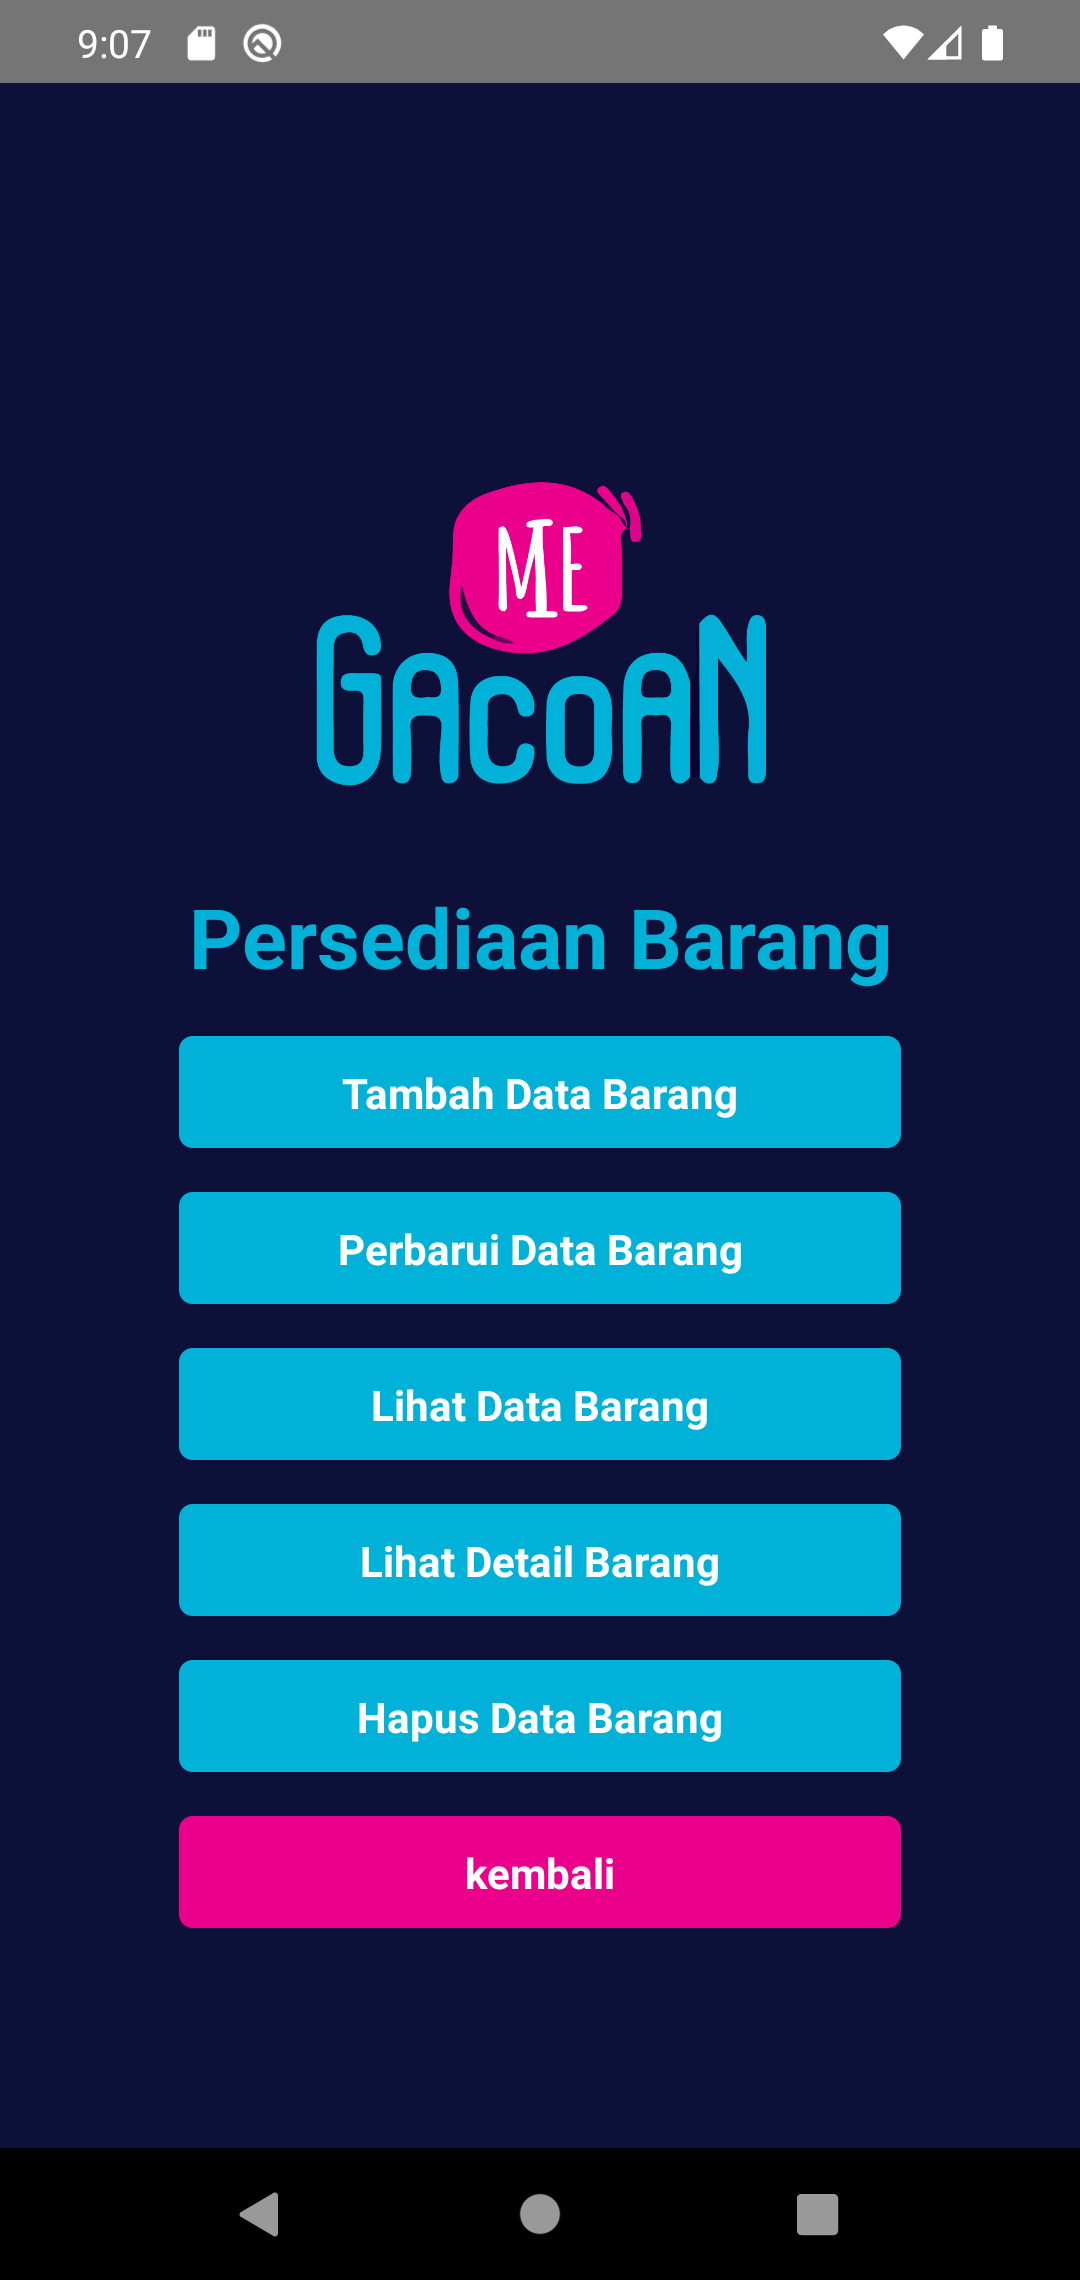 9:07
MIE
GACOAN
Persediaan Barang
Tambah Data Barang
Perbarui Data Barang
Lihat Data Barang
Lihat Detail Barang
Hapus Data Barang
kembali